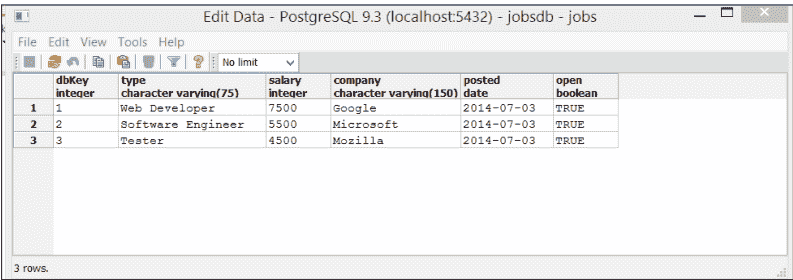 Edit Data - PostgreSQL 9.3 (localhost:5432) - jobsdb - jobs
File Edit View Tools Help
No limit
dbKey type salary company posted open
integer character varying(75) integer character varying(150) date boolean
1 1 Web Developer 7500 Google 2014-07-03 TRUE
2 2 Software Engineer 5500 Microsoft 2014-07-03 TRUE
3 3 Tester 4500 Mozilla 2014-07-03 TRUE
3 rows.